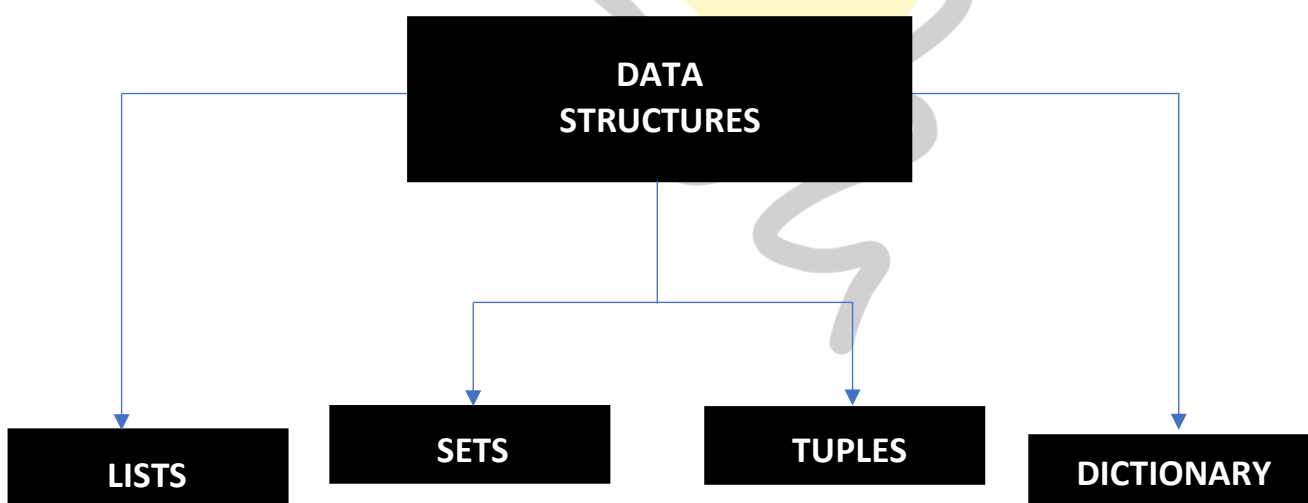 DATA
STRUCTURES
LISTS
SETS
TUPLES
DICTIONARY